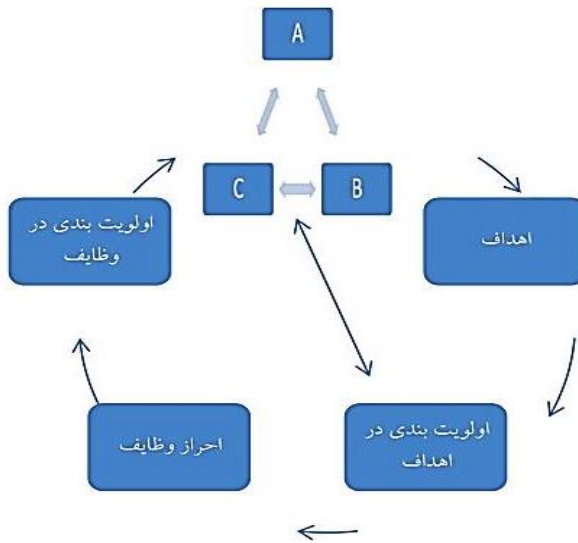 A
C
B
اولویت بندی در
وظایف
اهداف
احراز وظایف
اولویت بندی در
اهداف